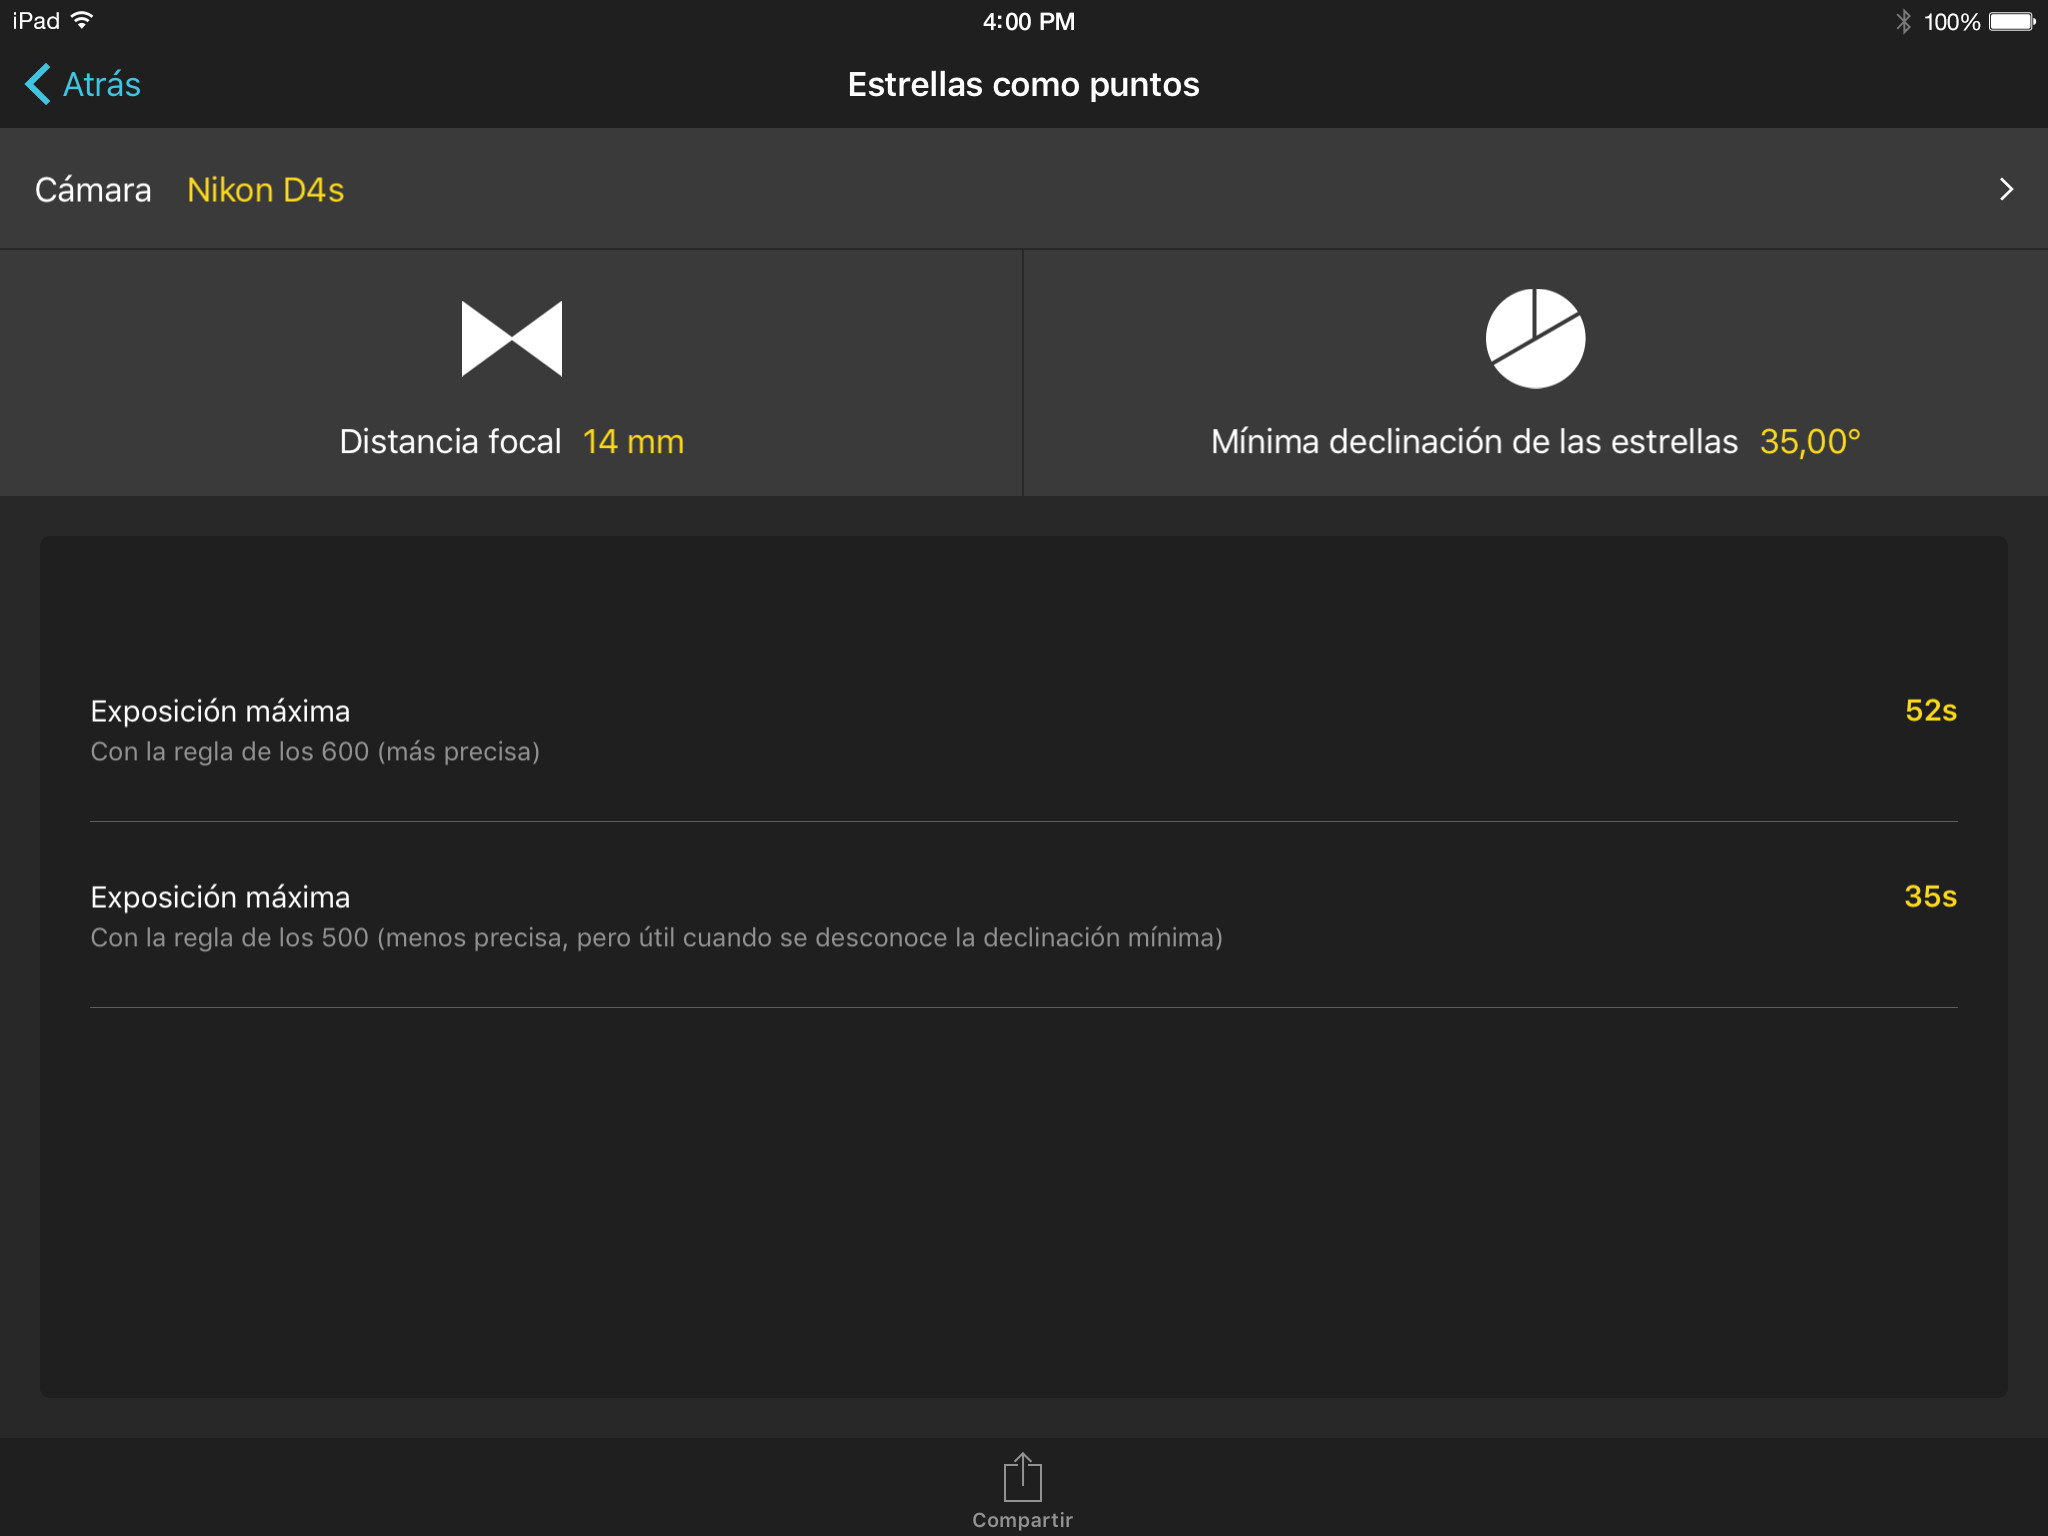 iPad
4:00 PM
100%
Atrás
Estrellas como puntos
Cámara Nikon D4s
Distancia focal 14 mm
Mínima declinación de las estrellas 35,00°
Exposición máxima 52s
Con la regla de los 600 (más precisa)
Exposición máxima 35s
Con la regla de los 500 (menos precisa, pero útil cuando se desconoce la declinación mínima)
Compartir